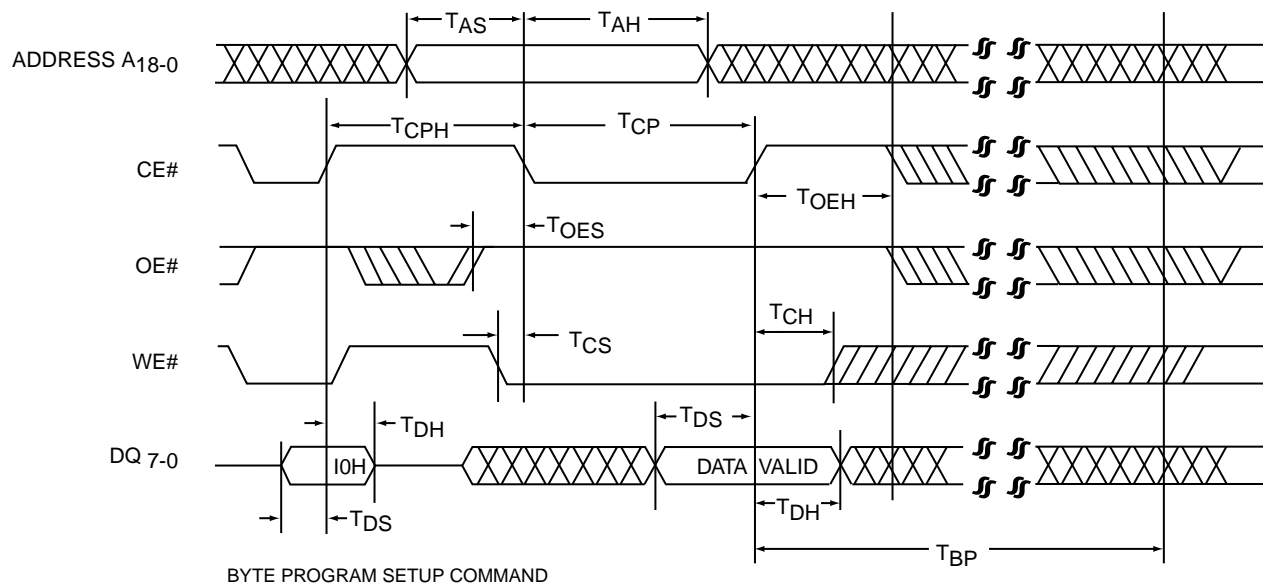 TAS TAH
ADDRESS A18-0
TCPH TCP
CE#
TOEH
TOES
OE#
TCH
TCS
WE#
TDS
TDH
DQ 7-0
I0H DATA VALID
TDH
TDS
TBP
BYTE PROGRAM SETUP COMMAND